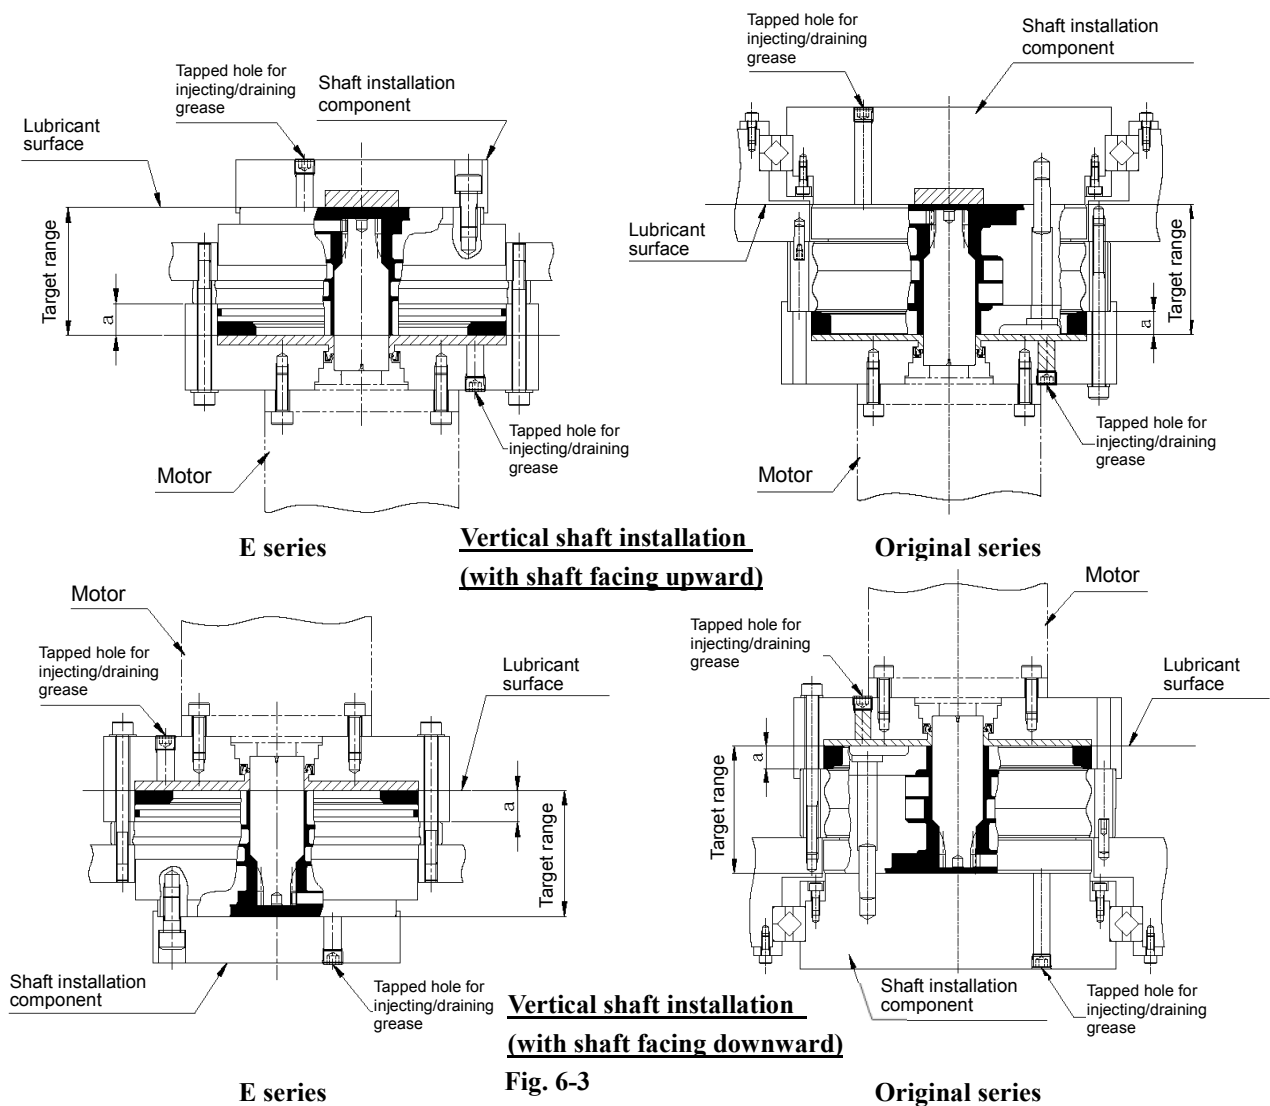 Tapped hole for
injecting/draining
grease
Shaft installation
component
Lubricant
surface
Target range
a
Tapped hole for
injecting/draining
grease
Motor
E series
Tapped hole for
injecting/draining
grease
Shaft installation
component
Lubricant
surface
Target range
a
Tapped hole for
injecting/draining
grease
Motor
Original series
Vertical shaft installation
(with shaft facing upward)
Motor
Tapped hole for
injecting/draining
grease
Lubricant
surface
a
Target range
Shaft installation
component
Tapped hole for
injecting/draining
grease
E series
Motor
Tapped hole for
injecting/draining
grease
Lubricant
surface
a
Target range
Shaft installation
component
Tapped hole for
injecting/draining
grease
Vertical shaft installation
(with shaft facing downward)
Fig. 6-3
Original series